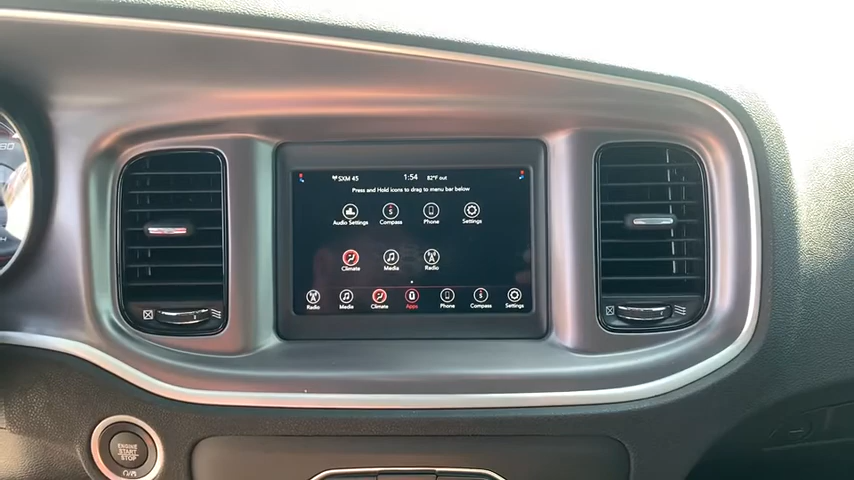 SXM 45 1:54 82°F out
Press and Hold icons to drag to menu bar below
Audio Settings Compass Phone Settings
Climate Media Radio
Radio Media Climate Apps Phone Compass Settings
ENGINE
START
STOP